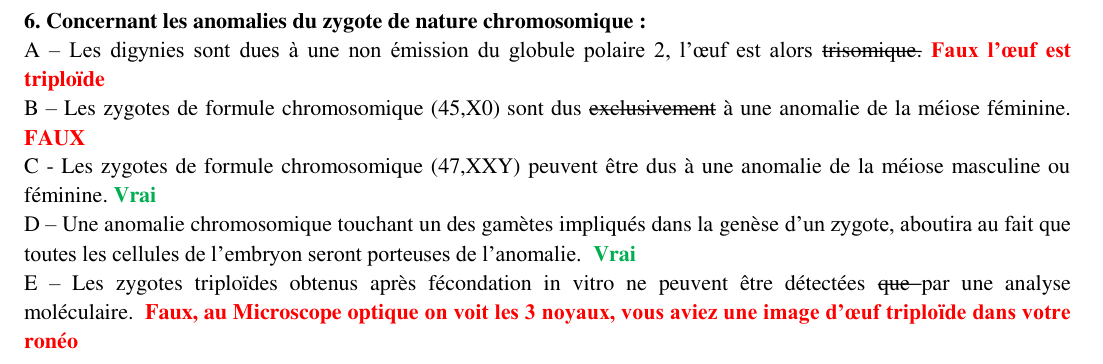 6. Concernant les anomalies du zygote de nature chromosomique :
A – Les digynies sont dues à une non émission du globule polaire 2, l'œuf est alors trisomique. Faux l'œuf est
triploïde
B – Les zygotes de formule chromosomique (45,X0) sont dus exclusivement à une anomalie de la méiose féminine.
FAUX
C - Les zygotes de formule chromosomique (47,XXY) peuvent être dus à une anomalie de la méiose masculine ou
féminine. Vrai
D – Une anomalie chromosomique touchant un des gamètes impliqués dans la genèse d'un zygote, aboutira au fait que
toutes les cellules de l'embryon seront porteuses de l'anomalie. Vrai
E – Les zygotes triploïdes obtenus après fécondation in vitro ne peuvent être détectées que par une analyse
moléculaire. Faux, au Microscope optique on voit les 3 noyaux, vous aviez une image d'œuf triploïde dans votre
ronéo